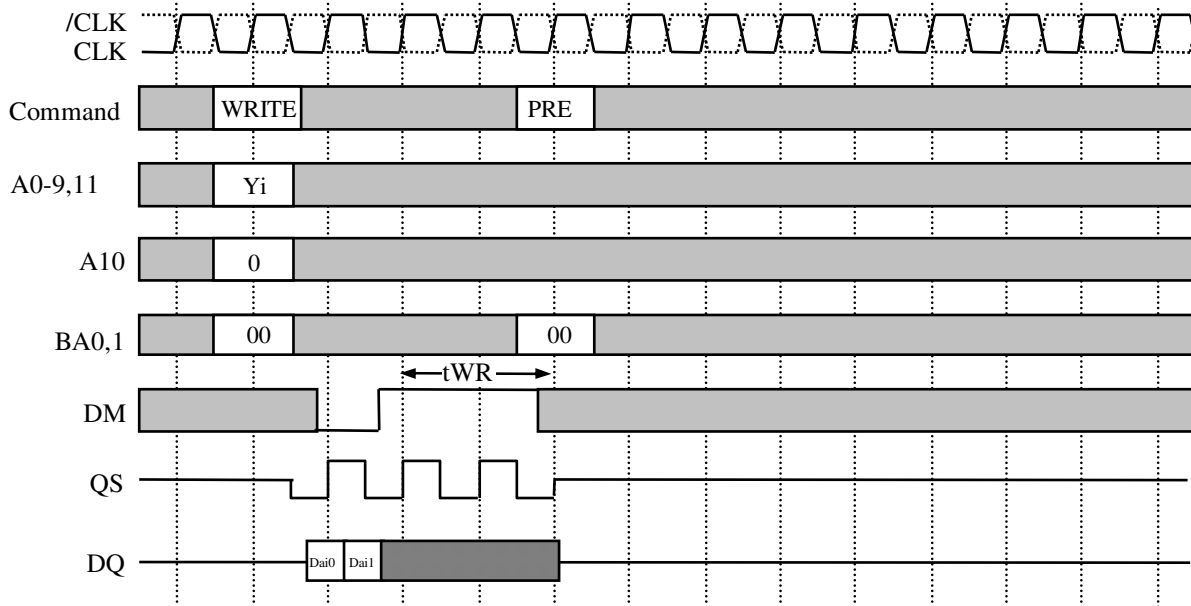 /CLK
CLK
Command WRITE PRE
A0-9,11 Yi
A10 0
BA0,1 00 00
tWR
DM
QS
DQ Dai0 Dai1